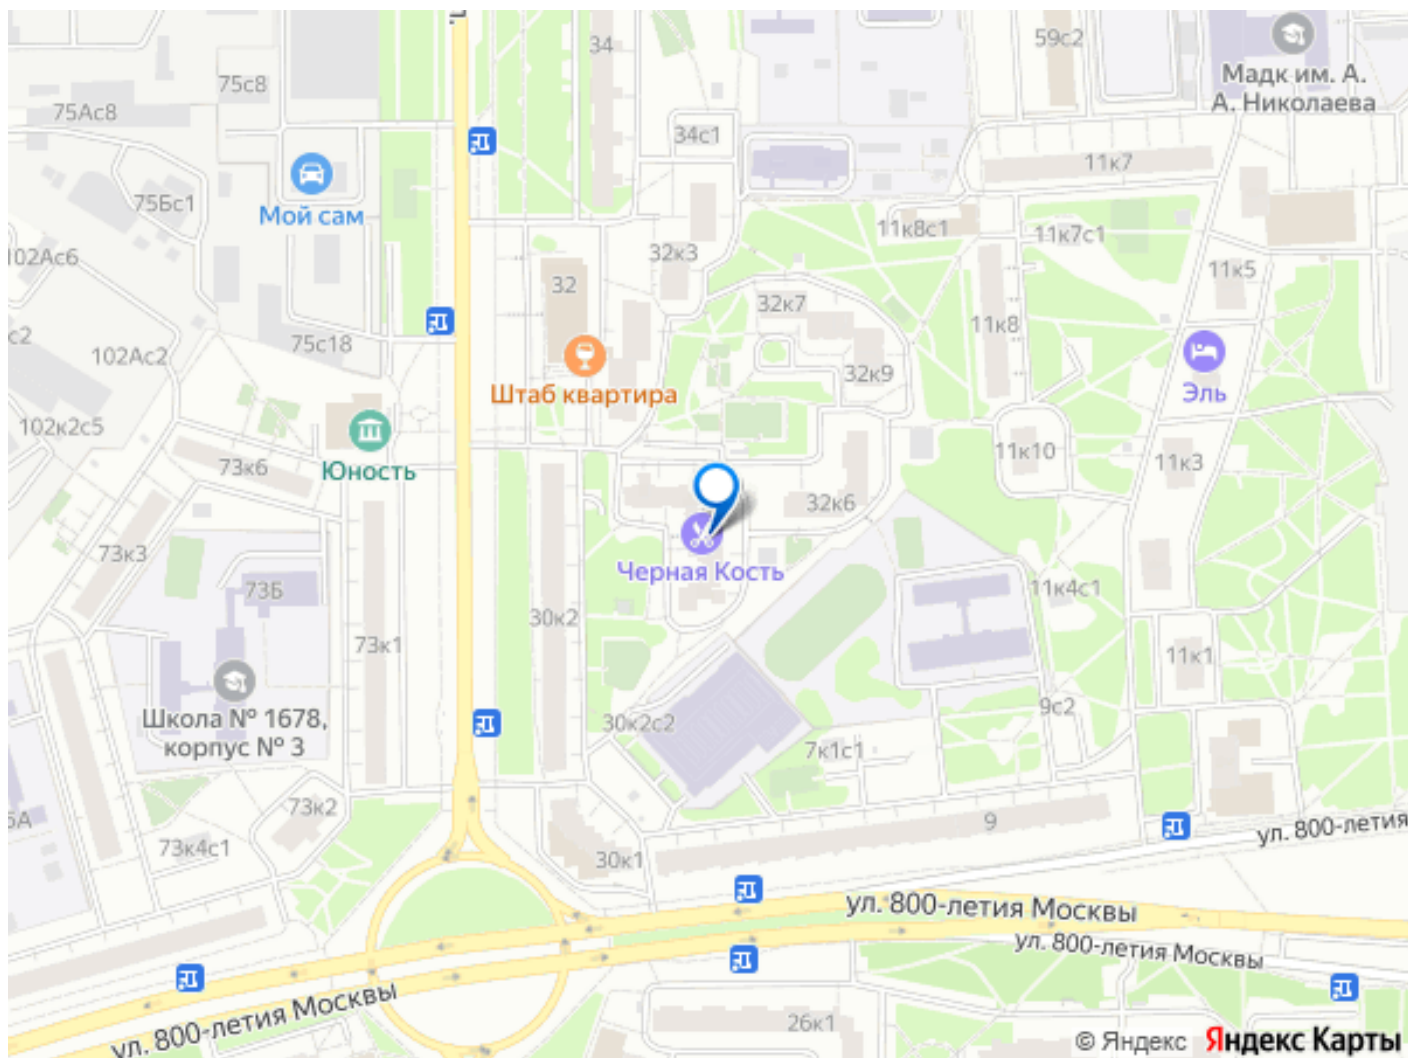 59с2
34
Мадк им. А.
А. Николаева
75с8
75Ас8
34с1
11к7
75Бс1
Мой сам
11к8с1
11к7с1
102Ас6
32к3
11к5
32
32к7
11к8
с2
75с18
102Ас2
32к9
Штаб квартира
Эль
102к2с5
Юность
73к6
11к10
11к3
32к6
73к3
Черная Кость
73Б
11к4с1
30к2
73к1
11к1
Школа № 1678,
корпус № 3
30к2с2
9с2
7к1с1
73к2
5А
9
ул. 800-летия
73к4с1
30к1
ул. 800-летия Москвы
ул. 800-летия Москвы
ул. 800-летия Москвы
26к1
© Яндекс Яндекс Карты